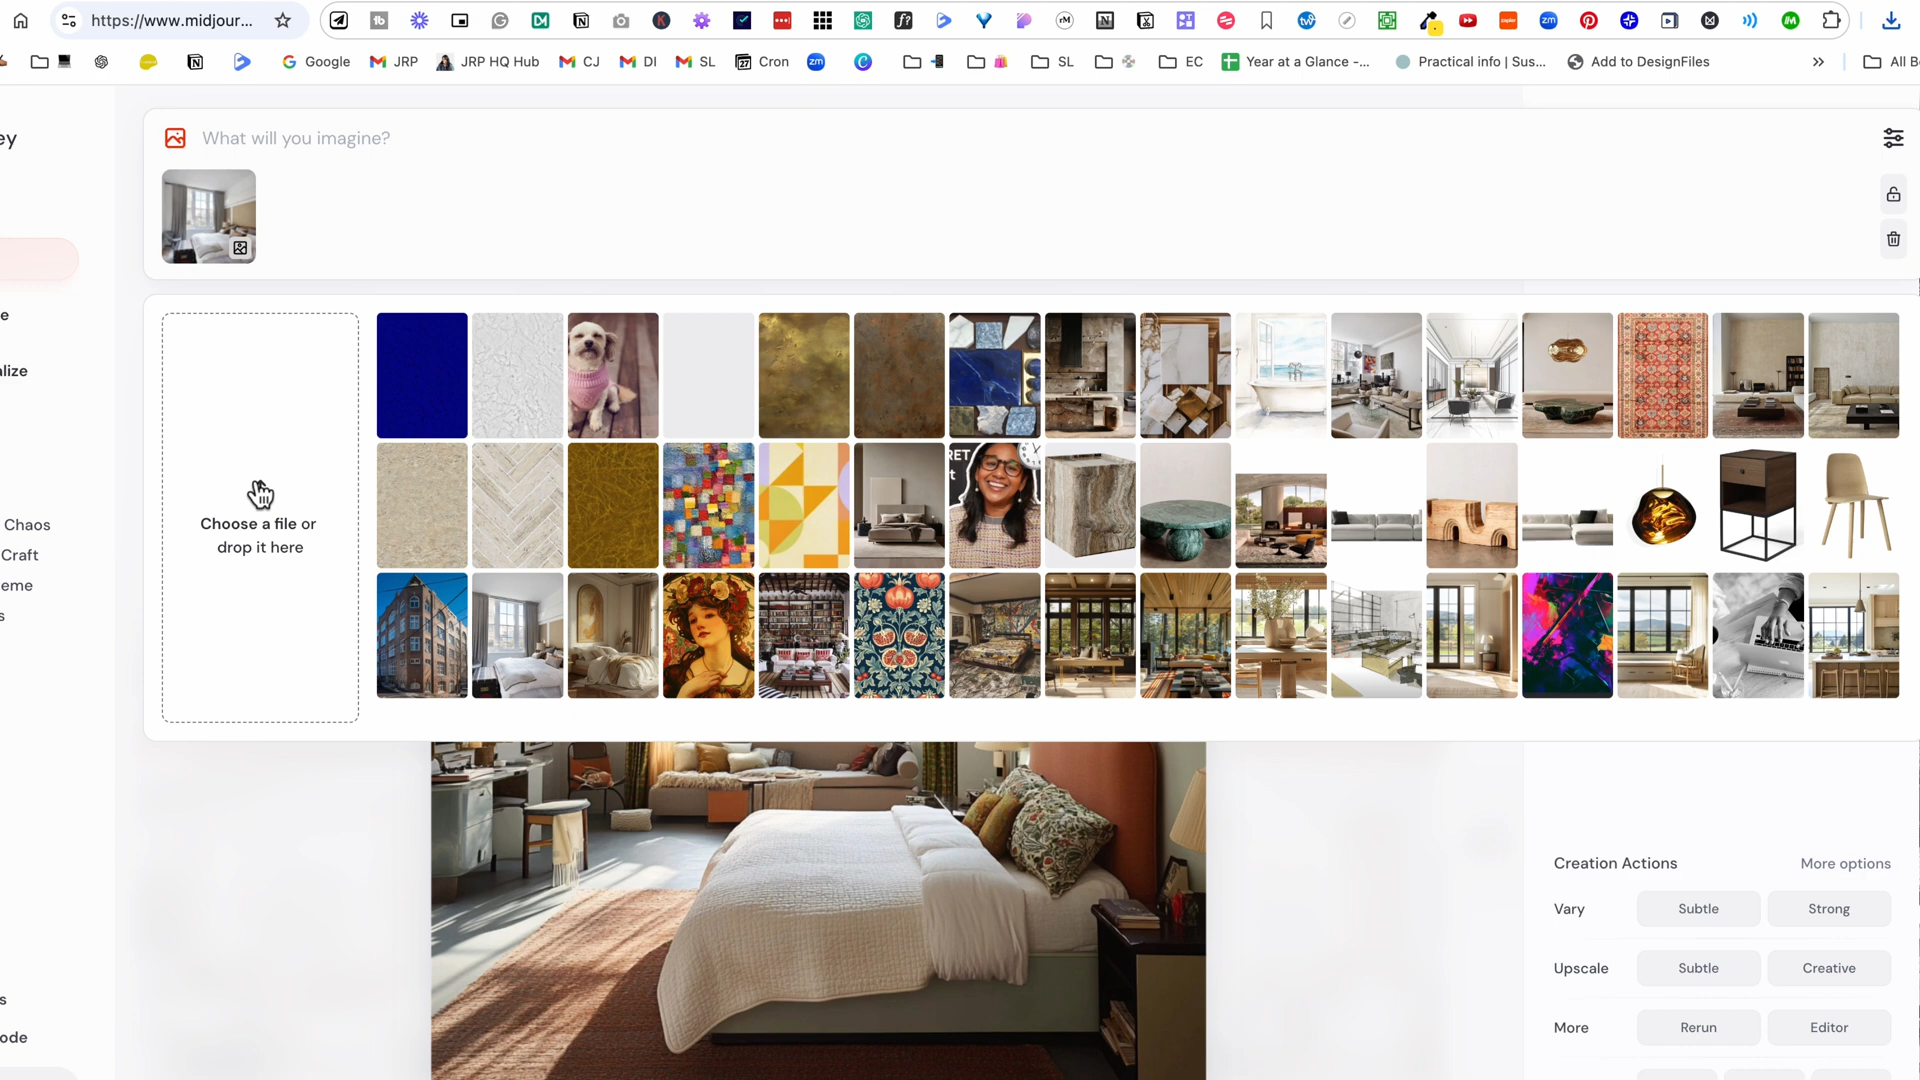 https://www.midjour...
Google
JRP
JRP HQ Hub
CJ
DI
SL
Cron
SL
EC
Year at a Glance -...
Practical info | Sus...
Add to DesignFiles
All B
ey
What will you imagine?
e
alize
Chaos
Craft
eme
s
Choose a file or
drop it here
Creation Actions
More options
Vary
Subtle
Strong
Upscale
Subtle
Creative
More
Rerun
Editor
s
ode